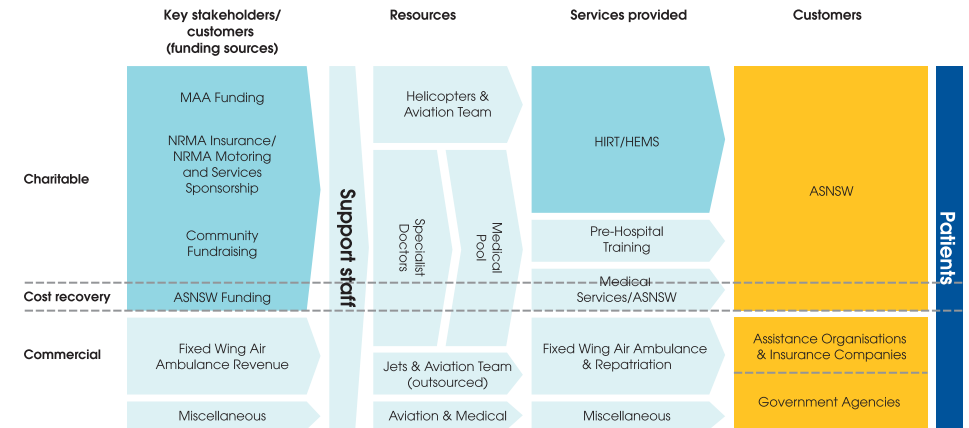 Key stakeholders/
customers
(funding sources)
Resources
Services provided
Customers
Charitable
Cost recovery
Commercial
MAA Funding
NRMA Insurance/
NRMA Motoring
and Services
Sponsorship
Community
Fundraising
ASNSW Funding
Fixed Wing Air
Ambulance Revenue
Miscellaneous
Support staff
Helicopters &
Aviation Team
Specialist
Doctors
Medical
Pool
Jets & Aviation Team
(outsourced)
Aviation & Medical
HIRT/HEMS
Pre-Hospital
Training
Medical
Services/ASNSW
Fixed Wing Air Ambulance
& Repatriation
Miscellaneous
ASNSW
Assistance Organisations
& Insurance Companies
Government Agencies
Patients